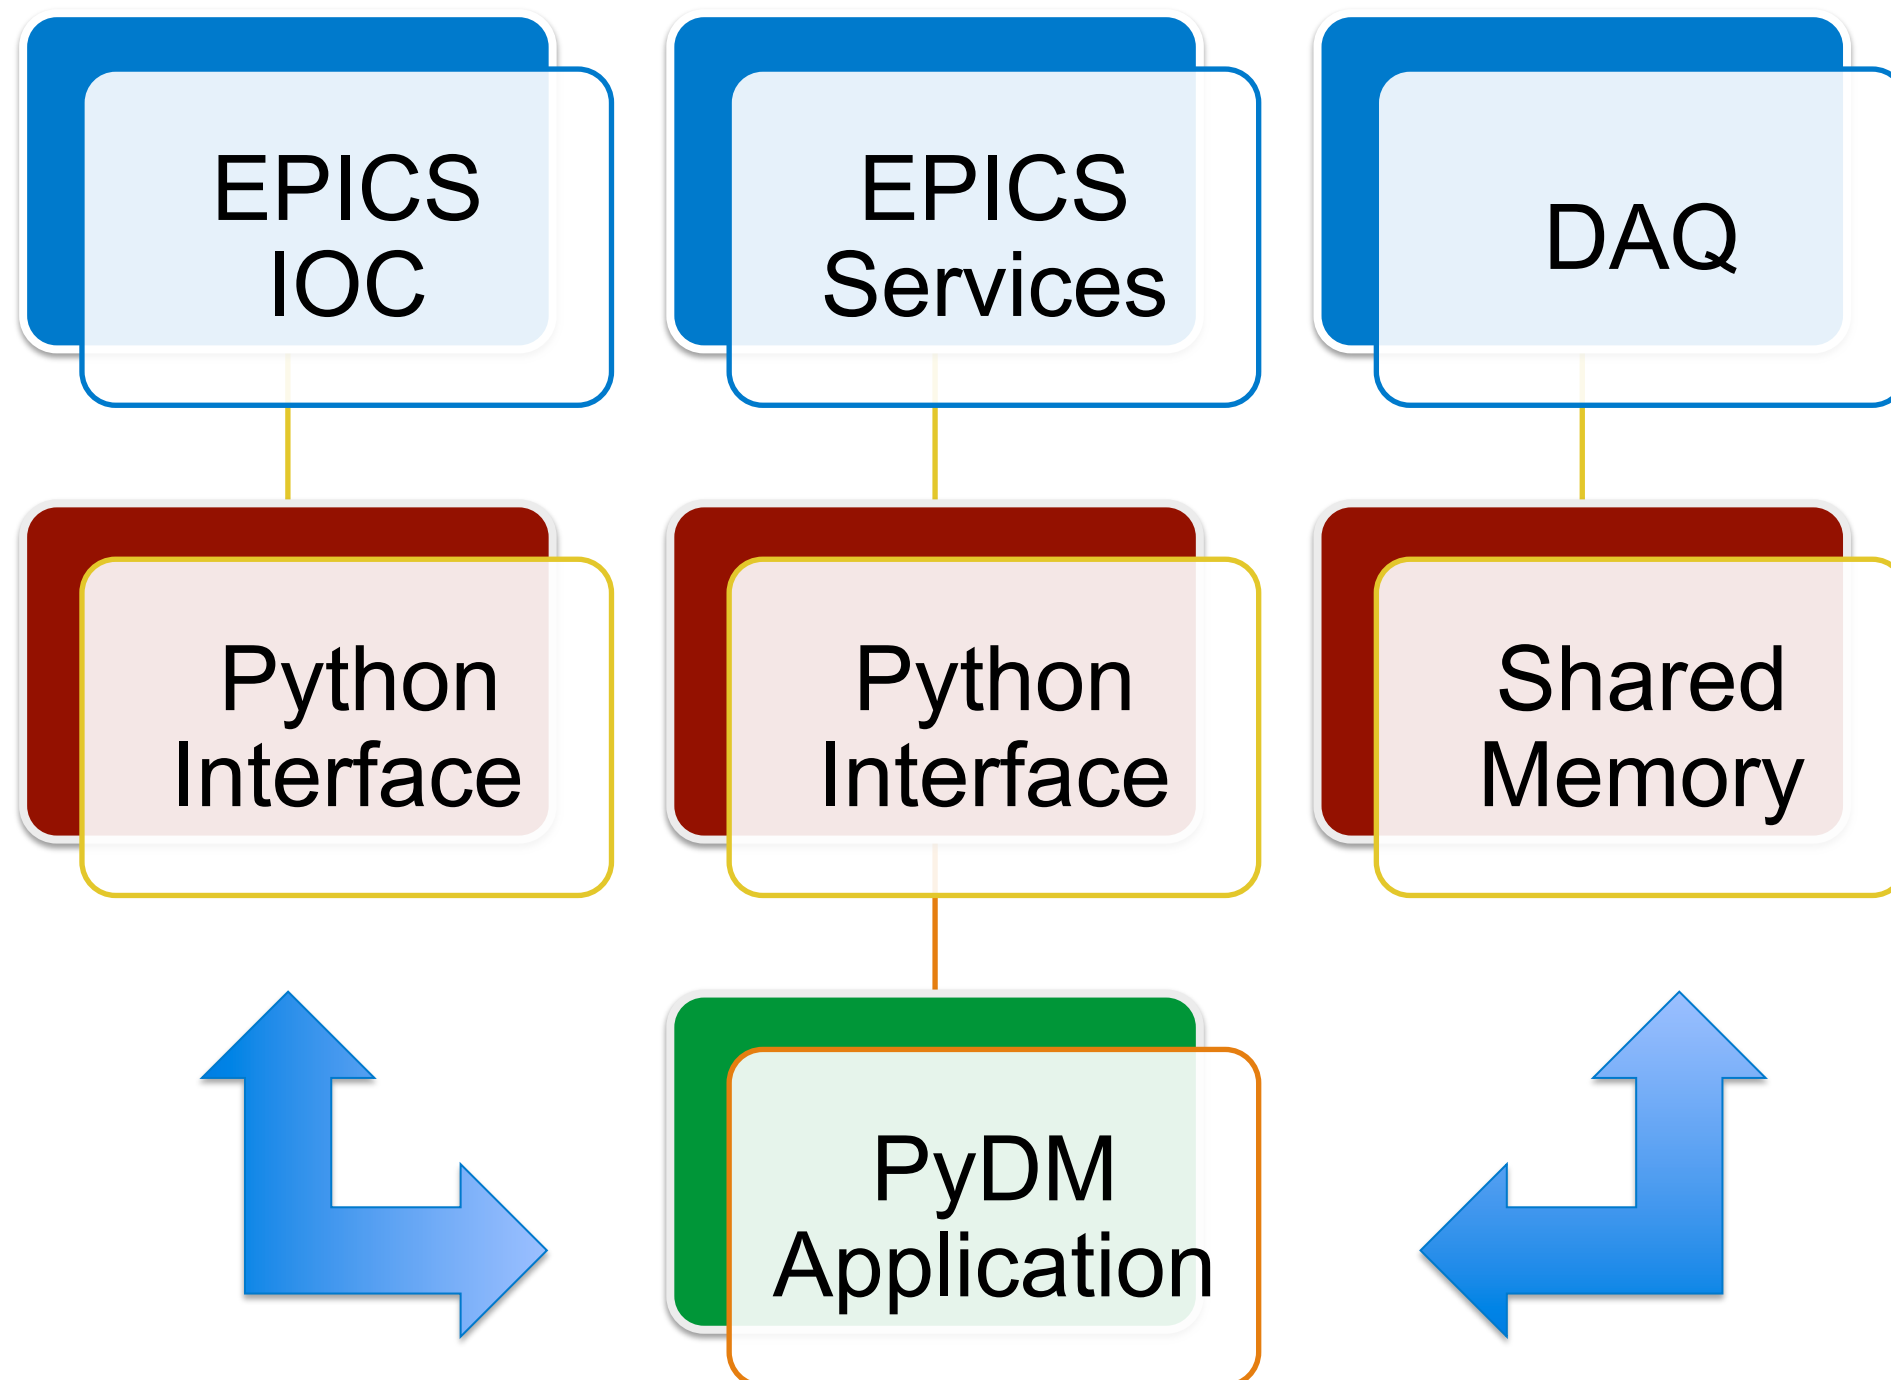 EPICS
IOC
EPICS
Services
DAQ
Python
Interface
Python
Interface
Shared
Memory
PyDM
Application